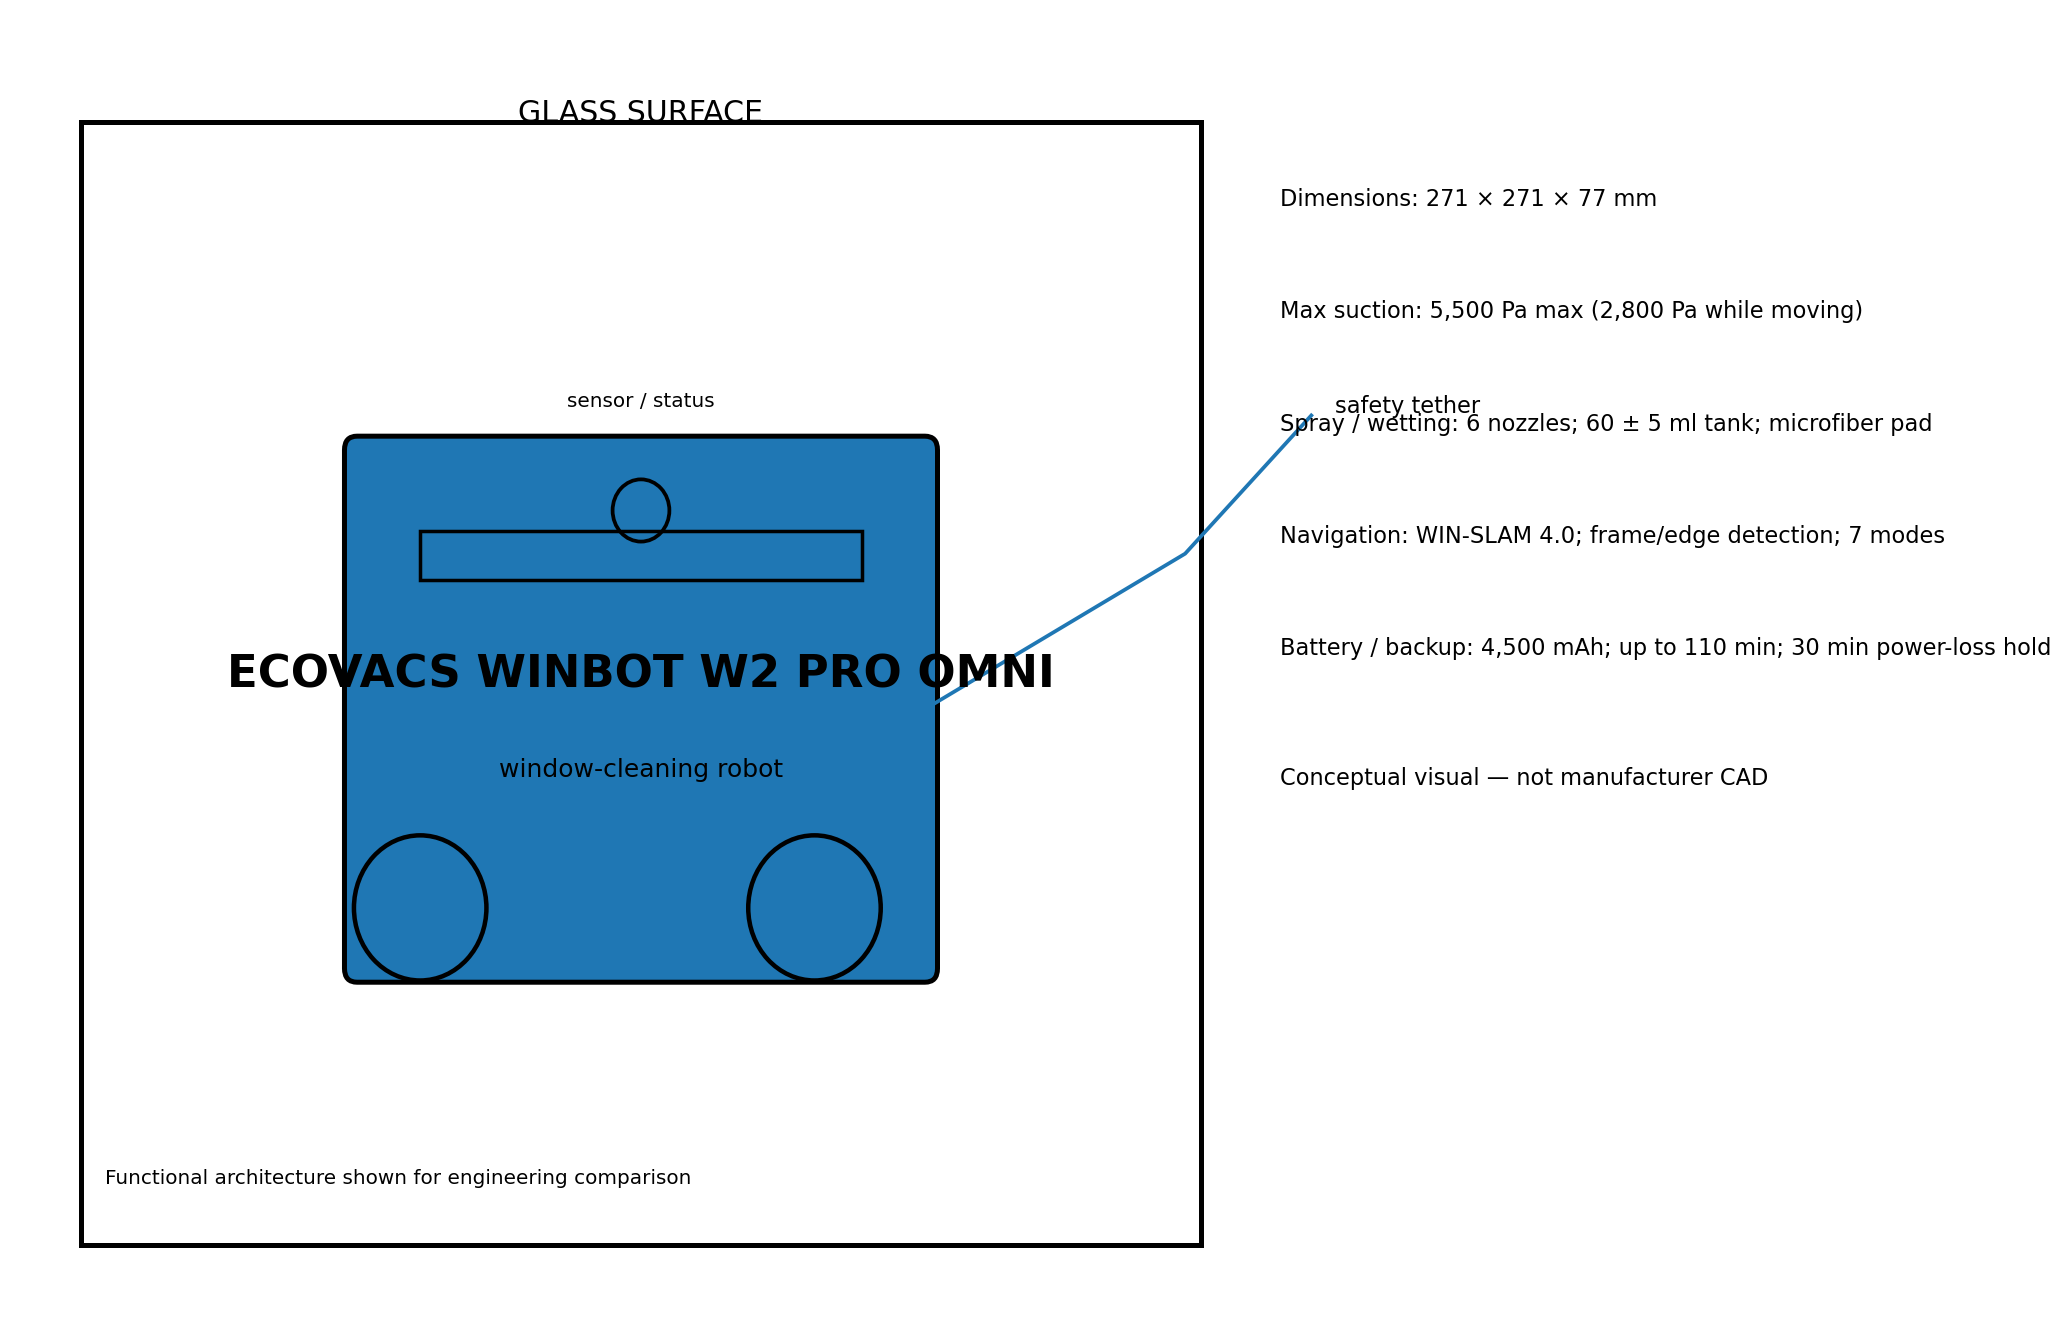 GLASS SURFACE
Dimensions: 271 × 271 × 77 mm
Max suction: 5,500 Pa max (2,800 Pa while moving)
sensor / status
safety tether
Spray / wetting: 6 nozzles; 60 ± 5 ml tank; microfiber pad
Navigation: WIN-SLAM 4.0; frame/edge detection; 7 modes
Battery / backup: 4,500 mAh; up to 110 min; 30 min power-loss hold
ECOVACS WINBOT W2 PRO OMNI
window-cleaning robot
Conceptual visual — not manufacturer CAD
Functional architecture shown for engineering comparison